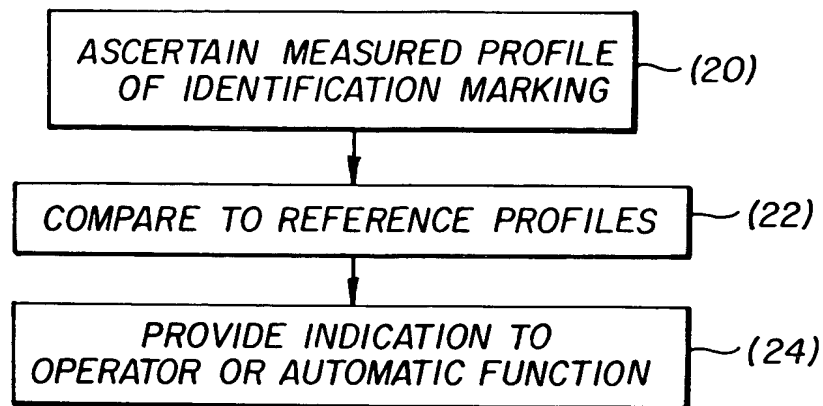 ASCERTAIN MEASURED PROFILE
OF IDENTIFICATION MARKING
(20)
COMPARE TO REFERENCE PROFILES
(22)
PROVIDE INDICATION TO
OPERATOR OR AUTOMATIC FUNCTION
(24)